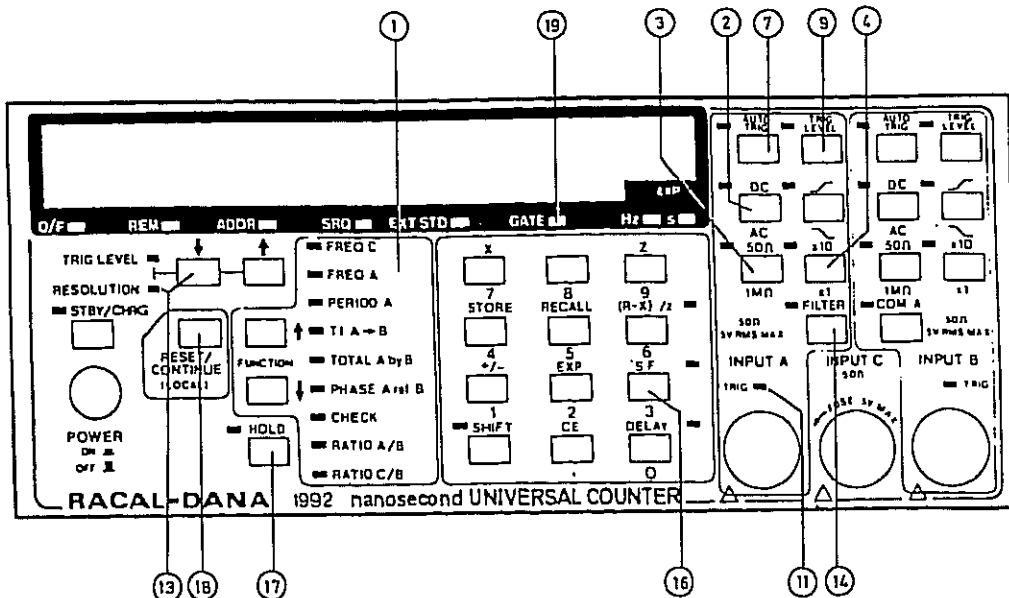 3 2 7 9 4
1 19
AUTO TRIG TRIG LEVEL AUTO TRIG TRIG LEVEL
EXP
O/F REM ADDR SRQ EXT STD GATE Hz s
DC DC
AC AC
50Ω x10 50Ω x10
1MΩ x1 1MΩ x1
TRIG LEVEL
RESOLUTION
STBY/CHRG
RESET/
CONTINUE
(LOCAL)
POWER
ON
OFF
FUNCTION
HOLD
FREQ C
FREQ A
PERIOD A
T I A → B
TOTAL A by B
PHASE A rel B
CHECK
RATIO A/B
RATIO C/B
X Z
7 8 9
STORE RECALL (R-X)/Z
4 5 6
+/- EXP SF
1 2 3
SHIFT CE DELAY
. 0
FILTER COM A
50Ω 50Ω
5V RMS MAX 5V RMS MAX
INPUT A INPUT C INPUT B
50Ω
TRIG TRIG
FUSE 5V MAX
RACAL-DANA 1992 nanosecond UNIVERSAL COUNTER
13 18 17 16 11 14